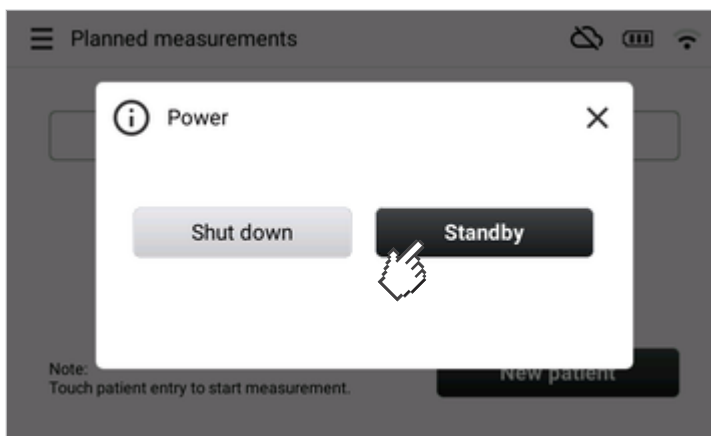 Planned measurements
Power
Shut down
Standby
Note:
Touch patient entry to start measurement.
New patient